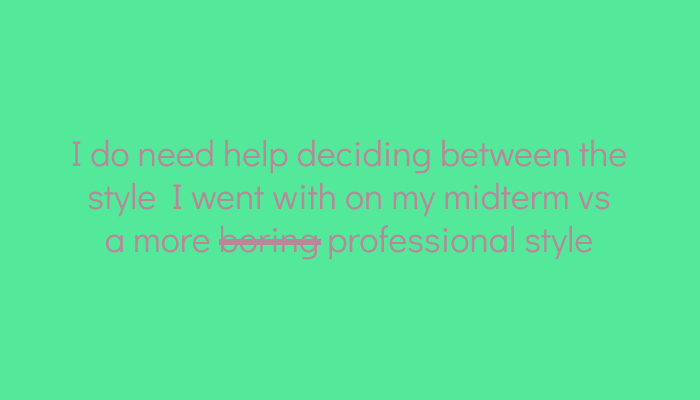 I do need help deciding between the
style I went with on my midterm vs
a more boring professional style